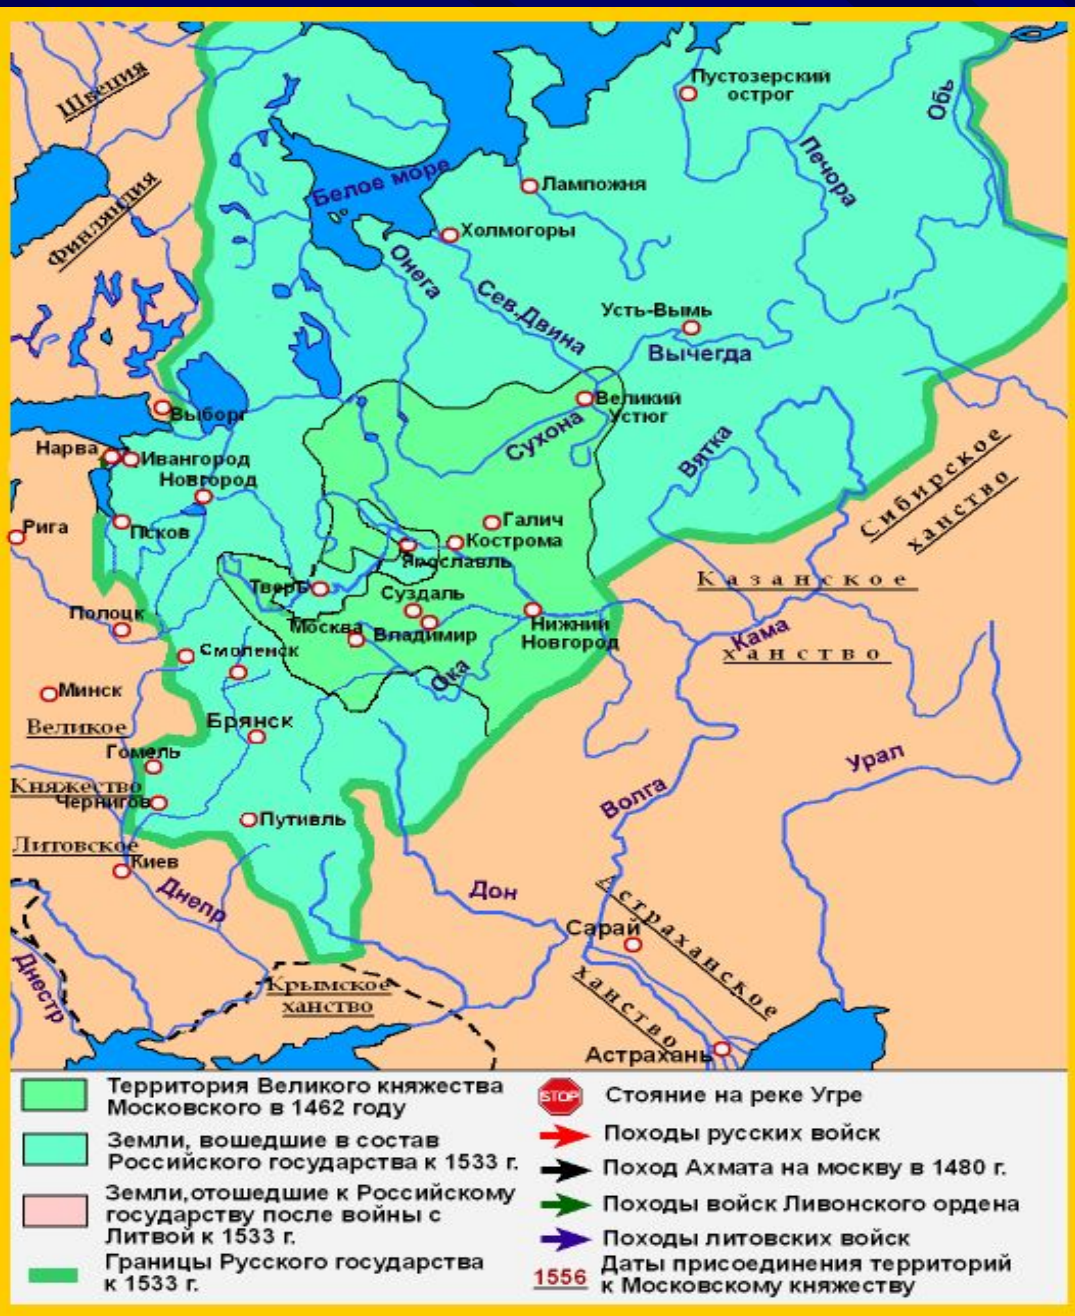 Швеция
Финляндия
Белое море
Пустозерский
острог
Обь
Печора
Лампожня
Холмогоры
Онега
Сев.Двина
Усть-Вымь
Вычегда
Великий
Устюг
Сухона
Вятка
Выборг
Нарва
Ивангород
Новгород
Псков
Рига
Галич
Кострома
Ярославль
Тверь
Суздаль
Москва
Владимир
Нижний
Новгород
Ока
Сибирское
ханство
Казанское
ханство
Кама
Полоцк
Смоленск
Минск
Великое
Княжество
Литовское
Брянск
Гомель
Чернигов
Путивль
Киев
Днепр
Днестр
Дон
Волга
Урал
Сарай
Астраханское
ханство
Астрахань
Крымское
ханство
Территория Великого княжества
Московского в 1462 году
Земли, вошедшие в состав
Российского государства к 1533 г.
Земли,отошедшие к Российскому
государству после войны с
Литвой к 1533 г.
Границы Русского государства
к 1533 г.
STOP Стояние на реке Угре
Походы русских войск
Поход Ахмата на москву в 1480 г.
Походы войск Ливонского ордена
Походы литовских войск
1556 Даты присоединения территорий
к Московскому княжеству